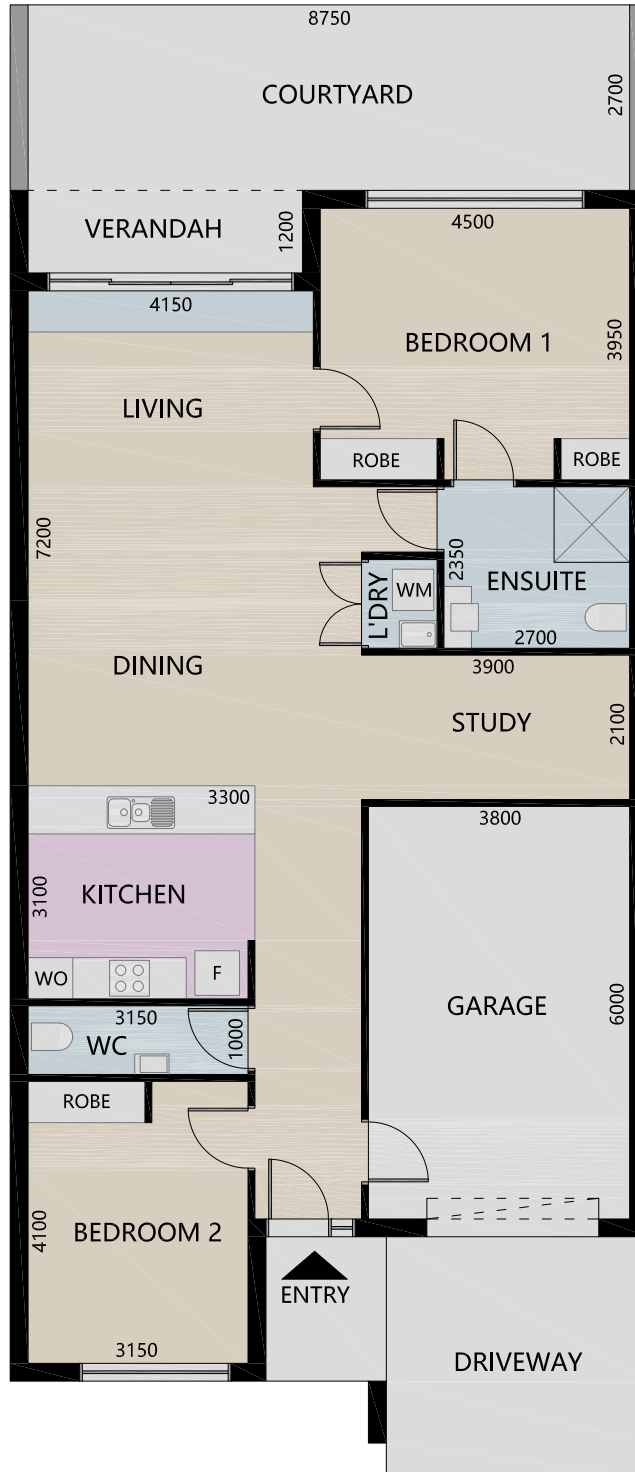 8750
COURTYARD
2700
VERANDAH
1200
4500
4150
BEDROOM 1
3950
LIVING
ROBE
ROBE
7200
2350
ENSUITE
WM
L'DRY
2700
DINING
3900
STUDY
2100
3300
3800
KITCHEN
3100
WO
F
GARAGE
6000
3150
WC
1000
ROBE
BEDROOM 2
4100
ENTRY
3150
DRIVEWAY